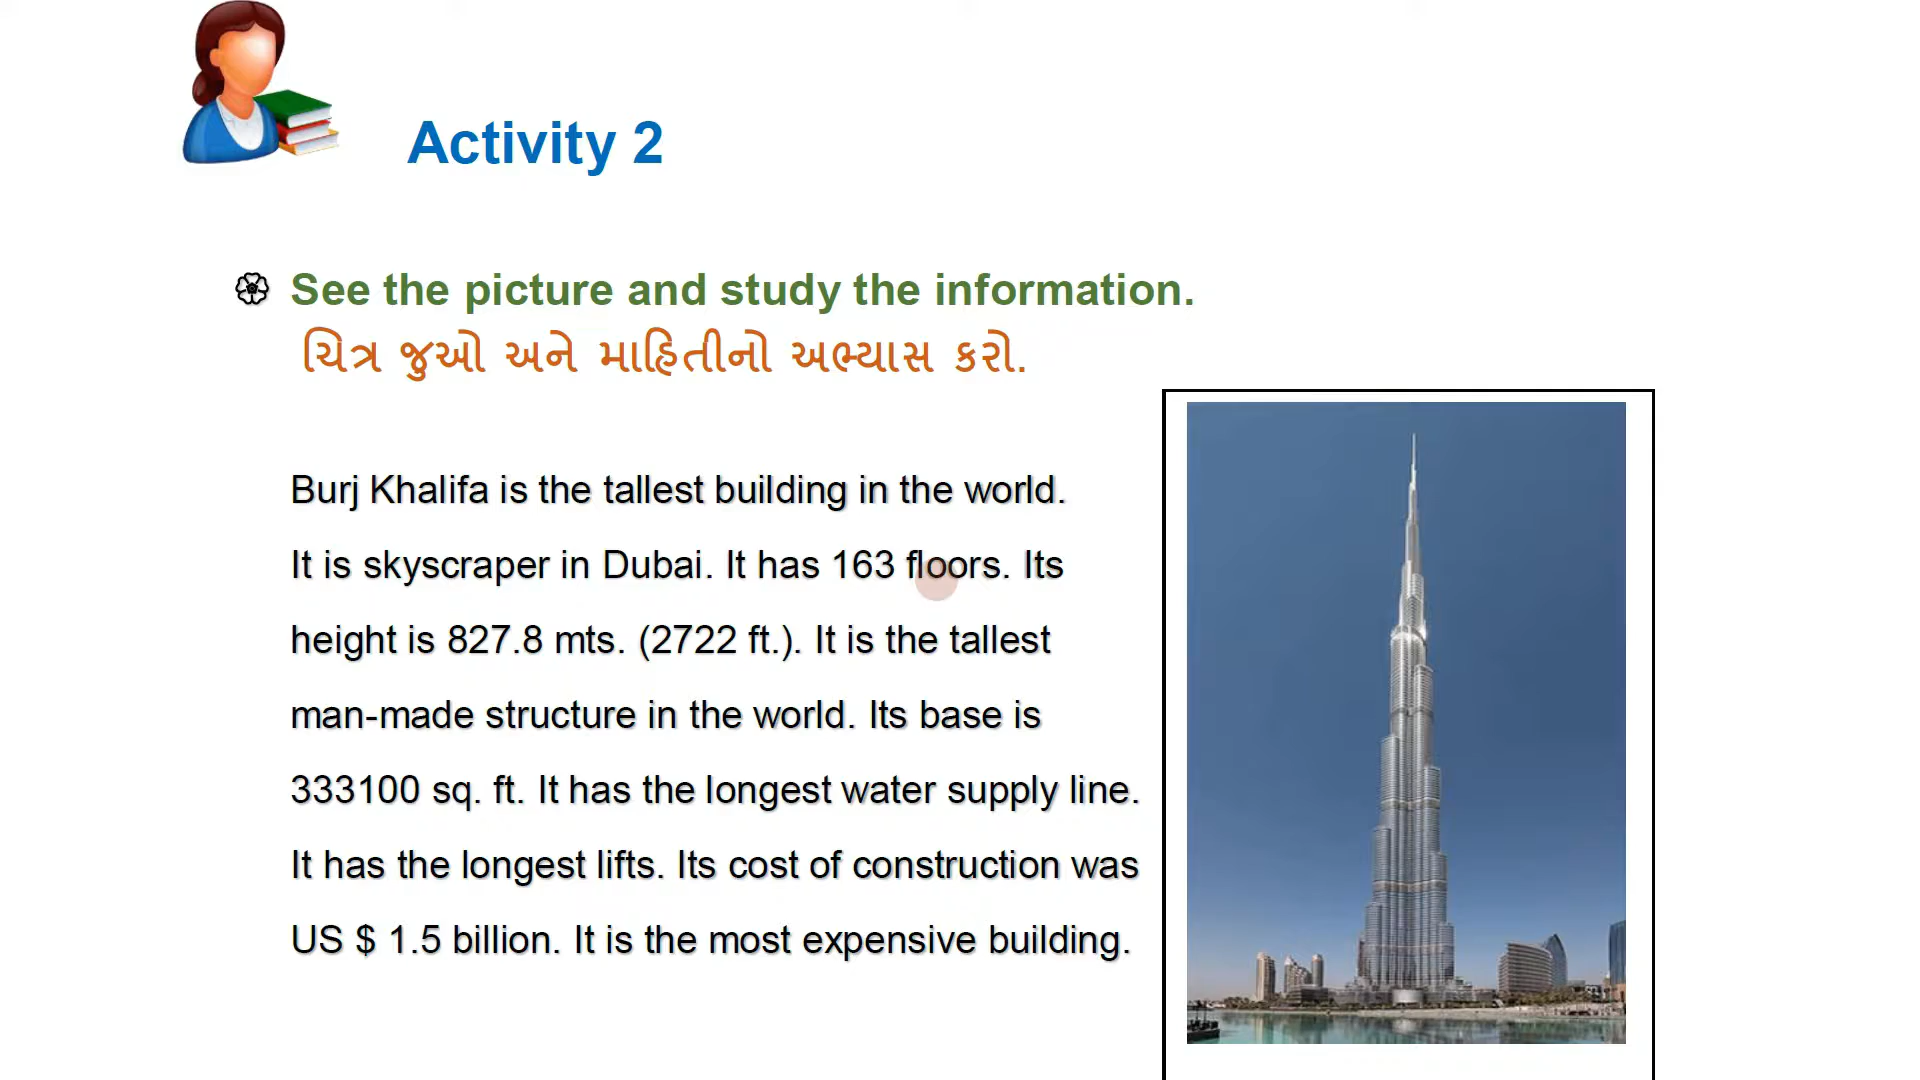 Activity 2
See the picture and study the information.
ચિત્ર જુઓ અને માહિતીનો અભ્યાસ કરો.
Burj Khalifa is the tallest building in the world.
It is skyscraper in Dubai. It has 163 floors. Its
height is 827.8 mts. (2722 ft.). It is the tallest
man-made structure in the world. Its base is
333100 sq. ft. It has the longest water supply line.
It has the longest lifts. Its cost of construction was
US $ 1.5 billion. It is the most expensive building.